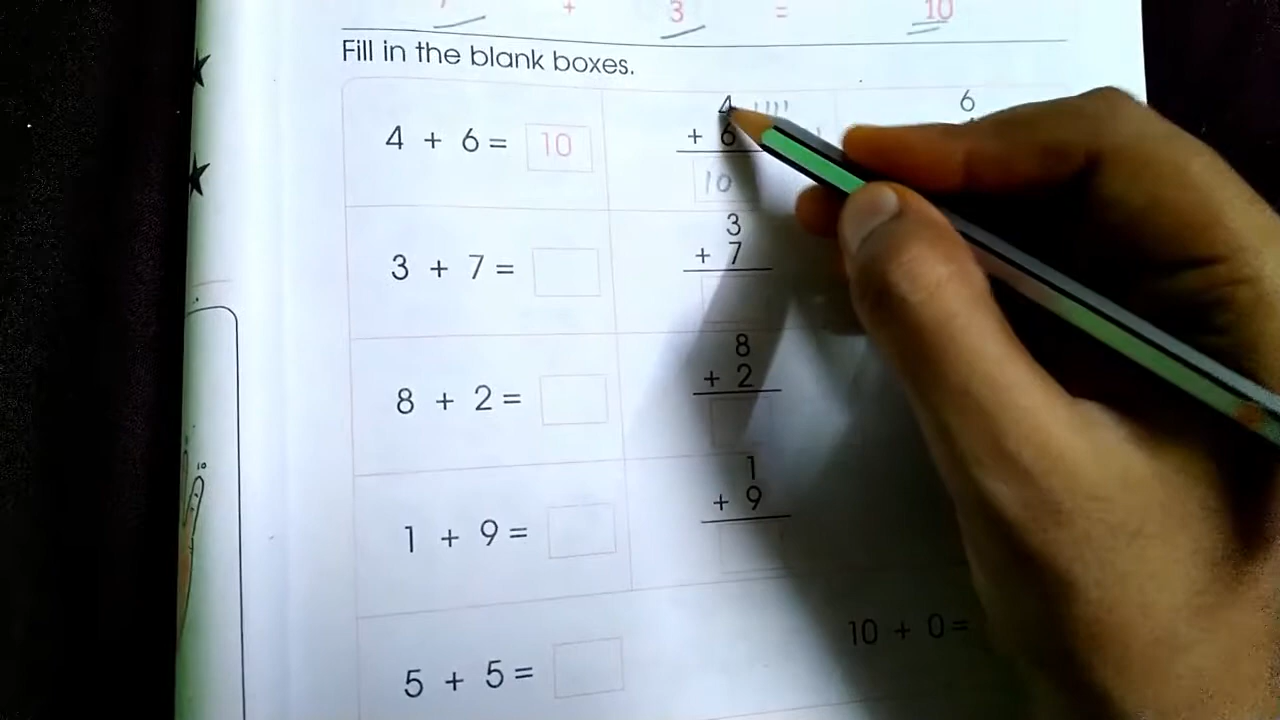 + 3 = 10
Fill in the blank boxes.
4 + 6 = 10
4
+ 6
10
6
3 + 7 =
3
+ 7
8 + 2 =
8
+ 2
1 + 9 =
1
+ 9
5 + 5 =
10 + 0 =